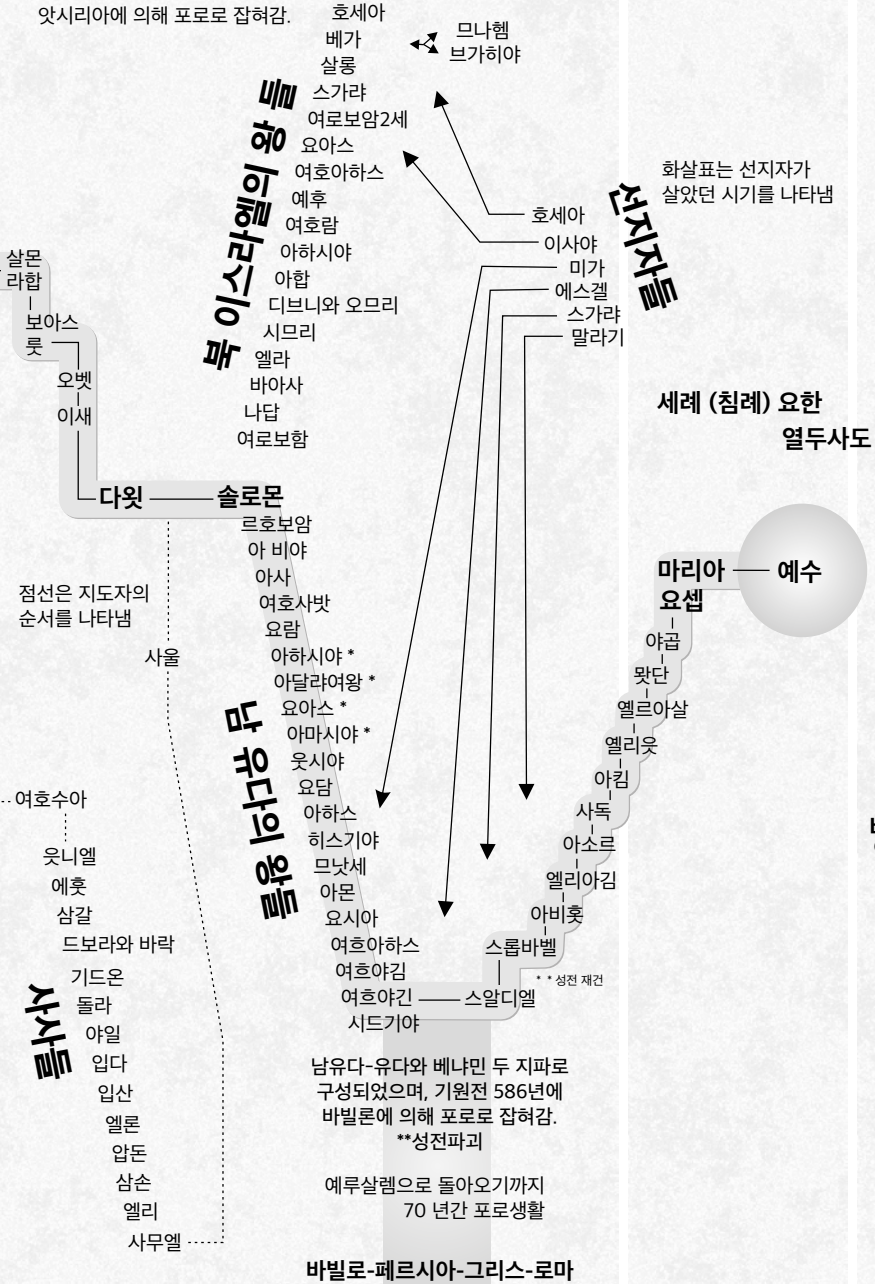 앗시리아에 의해 포로로 잡혀감.
호세아
베가
살롱
스가랴
여로보암2세
요아스
여호아하스
예후
여호람
아하시야
아합
디브니와 오므리
시므리
엘라
바아사
나답
여로보함
므나헴
브가히야
북 이스라엘의 왕 들
선지자들
화살표는 선지자가
살았던 시기를 나타냄
호세아
이사야
미가
에스겔
스가랴
말라기
살몬
라합
보아스
룻
오벳
이새
다윗
솔로몬
세례 (침례) 요한
열두사도
르호보암
아 비야
아사
여호사밧
요람
아하시야 *
아달랴여왕 *
요아스 *
아마시야 *
웃시야
요담
아하스
히스기야
므낫세
아몬
요시아
여흐아하스
여흐야김
여흐야긴
시드기야
남 유다의 왕들
점선은 지도자의
순서를 나타냄
사울
여호수아
웃니엘
에훗
삼갈
드보라와 바락
기드온
돌라
야일
입다
입산
엘론
압돈
삼손
엘리
사무엘
사사들
마리아
요셉
예수
야곱
뫗단
옐르아살
옐리웃
아킴
사독
아소르
엘리아김
아비훗
스룹바벨
스알디엘
* * 성전 재건
남유다-유다와 베냐민 두 지파로
구성되었으며, 기원전 586년에
바빌론에 의해 포로로 잡혀감.
**성전파괴
예루살렘으로 돌아오기까지
70 년간 포로생활
바빌로-페르시아-그리스-로마